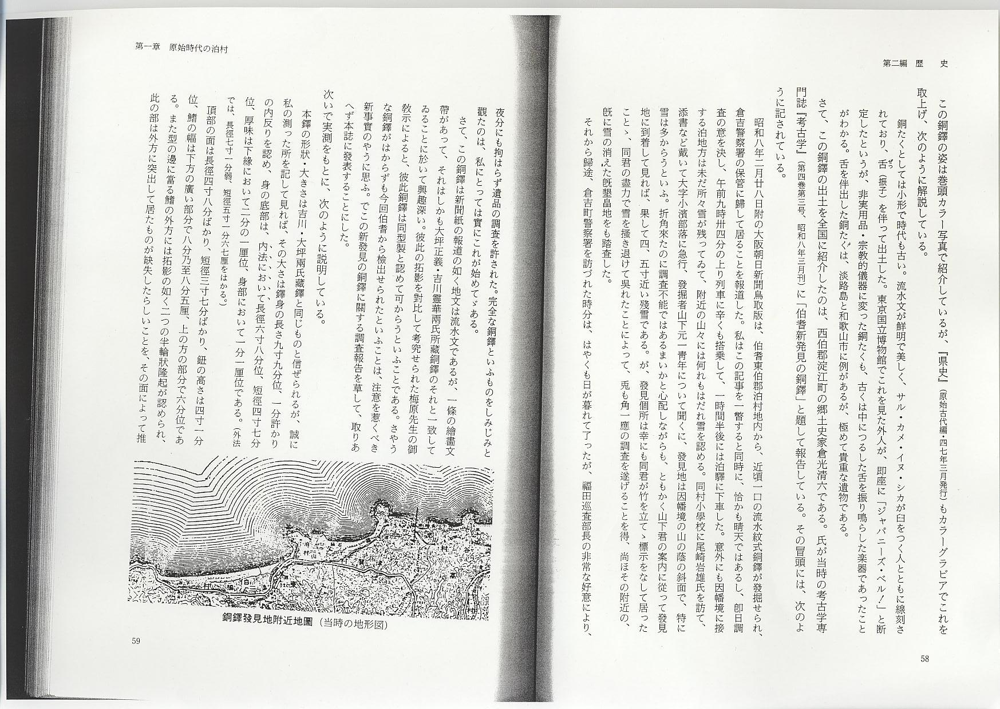 第二編　歴　　史
　この銅鐸の姿は巻頭カラー写真で紹介しているが、『県史』（原始古代編・四七年三月発行）もカラーグラビアでこれを
取上げ、次のように解説している。
　銅たくとしては小形で時代も古い。流水文が鮮明で美しく、サル・カメ・イヌ・シカが臼をつく人とともに線刻さ
れており、舌（振子）を伴って出土した。東京国立博物館でこれを見た外人が、即座に「ジャパニーズ・ベル！」と断
定したというが、非実用品・宗教的儀器に変った銅たくも、古くは中につるした舌を振り鳴らした楽器であったこと
がわかる。舌を伴出した銅たくは、淡路島と和歌山市に例があるが、極めて貴重な遺物である。
　さて、この銅鐸の出土を全国に紹介したのは、西伯郡淀江町の郷土史家倉光清六である。氏が当時の考古学専
門誌『考古学』（第四巻第三号、昭和八年三月刊）に「伯耆新発見の銅鐸」と題して報告している。その冒頭には、次のよ
うに記されている。
　昭和八年二月廿八日附の大阪朝日新聞鳥取版は、伯耆東伯郡泊村地内から、近頃一口の流水紋式銅鐸が發掘せられ、
倉吉警察署の保管に歸して居ることを報道した。私はこの記事を一瞥すると同時に、恰かも晴天ではあるし、卽日調
査の意を決し、午前九時卅四分の上り列車に辛くも搭乗して、一時間半後には泊驛に下車した。意外にも因幡境に接
する泊地方は未だ所々雪が残ってゐて、附近の山々には何れもはだれ雪を認める。同村小學校に尾崎岩雄氏を訪て、
添書など戴いて大字小濱部落に急行、發掘者山下元一靑年について聞くに、發見地は因幡境の山の蔭の斜面で、特に
雪は多からうといふ。折角來たのに調査不能ではあるまいかと心配しながらも、ともかく山下君の案内に從って發見
地に到着して見れば、果して四、五寸近い殘雪である。が、發見個所は幸にも同君が竹を立てゝ標示をなして居った
ことゝ、同君の盡力で雪を搔き退けて呉れたことによって、兎も角一應の調査を遂げることを得、尚ほその附近の、
旣に雪の消えた旣墾畠地をも踏査した。
　それから歸途、倉吉町警察署を訪づれた時分は、はやくも日が暮れて了ったが、福田巡査部長の非常な好意により、
58
第一章　原始時代の泊村
夜分にも拘はらず遺品の調査を許された。完全な銅鐸といふものをしみじみと
觀たのは、私にとっては實にこれが始めてゞある。
　さて、この銅鐸は新聞紙の報道の如く地文は流水文であるが、一條の繪畵文
帶があって、それはしかも大坪正義・吉川靈華兩氏所藏銅鐸のそれと一致して
ゐることに於いて興趣深い。彼此の拓影を對比して考究せられた梅原先生の御
敎示によると、彼此銅鐸は同型製と認めて可からうといふことである。さやう
な銅鐸がはからずも今回伯耆から檢出せられたといふことは、注意を惹くべき
新事實のやうに思ふ。でこの新發見の銅鐸に關する調査報告を草して、取りあ
へず本誌に發表することにした。
次いで実測をもとに、次のように説明している。
　本鐸の形狀・大きさは吉川・大坪兩氏藏鐸と同じものと信ぜられるが、誠に
私の測った所を記して見れば、その大さは鐸身の長さ九寸九分位、一分許かり
の内反りを認め、身の底部は、内法において長徑六寸八分位、短徑四寸七分
位、厚味は下緣において二分の一厘位、身部において一分一厘位である。（外法
では、長徑七寸一分弱、短徑五寸一分六七厘をはかる。）
　頂部の面は長徑四寸八分ばかり、短徑三寸七分ばかり、鈕の高さは四寸一分
位、鰭の幅は下方の廣い部分で八分乃至八分五厘、上の方の部分で六分位であ
る。また型の邊に當る鰭の外方には拓影の如く二つの半輪狀隆起が認められ、
此の部は外方に突出して居たものが缺失したらしいことを、その面によって推
銅鐸發見地附近地圖（当時の地形図）
59